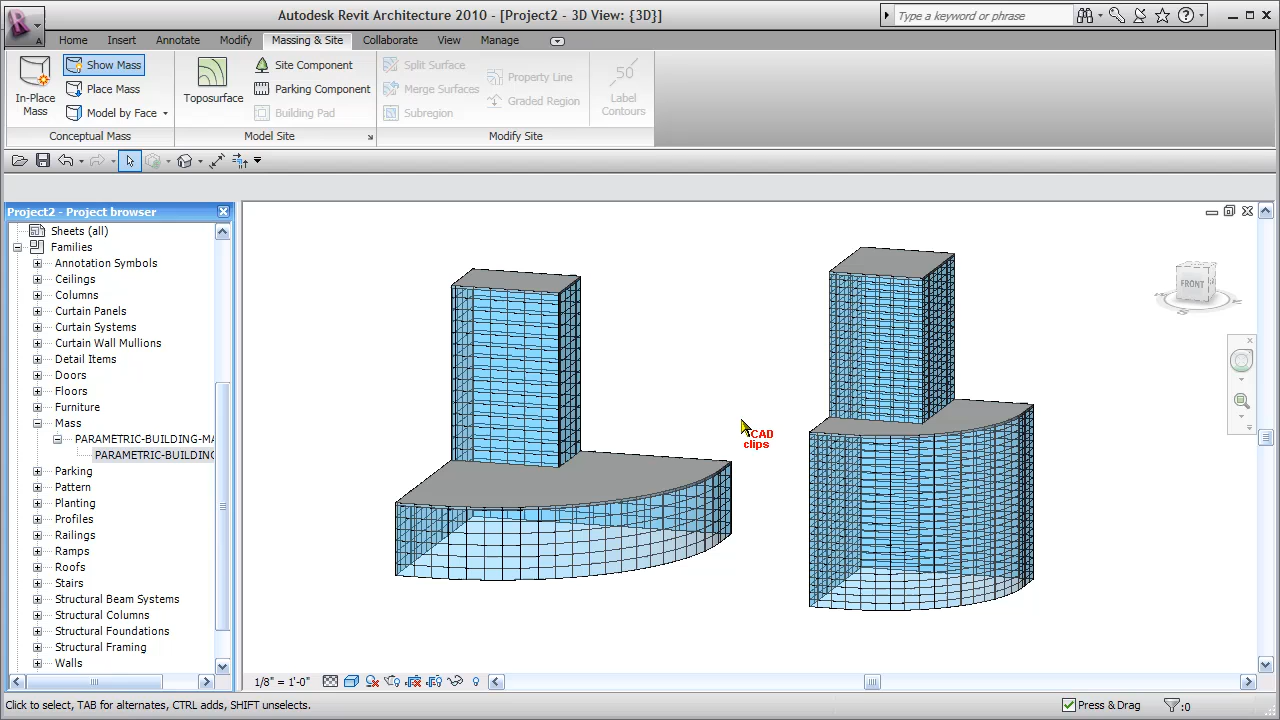 Autodesk Revit Architecture 2010 - [Project2 - 3D View: {3D}]
Type a keyword or phrase
Home Insert Annotate Modify Massing & Site Collaborate View Manage
In-Place Mass
Show Mass
Place Mass
Model by Face
Conceptual Mass
Toposurface
Site Component
Parking Component
Building Pad
Model Site
Split Surface
Merge Surfaces
Subregion
Property Line
Graded Region
50
Label Contours
Modify Site
Project2 - Project browser
Sheets (all)
Families
Annotation Symbols
Ceilings
Columns
Curtain Panels
Curtain Systems
Curtain Wall Mullions
Detail Items
Doors
Floors
Furniture
Mass
PARAMETRIC-BUILDING-MA
PARAMETRIC-BUILDING
Parking
Pattern
Planting
Profiles
Railings
Ramps
Roofs
Stairs
Structural Beam Systems
Structural Columns
Structural Foundations
Structural Framing
Walls
CAD
clips
FRONT
1/8" = 1'-0"
Click to select, TAB for alternates, CTRL adds, SHIFT unselects.
Press & Drag
:0